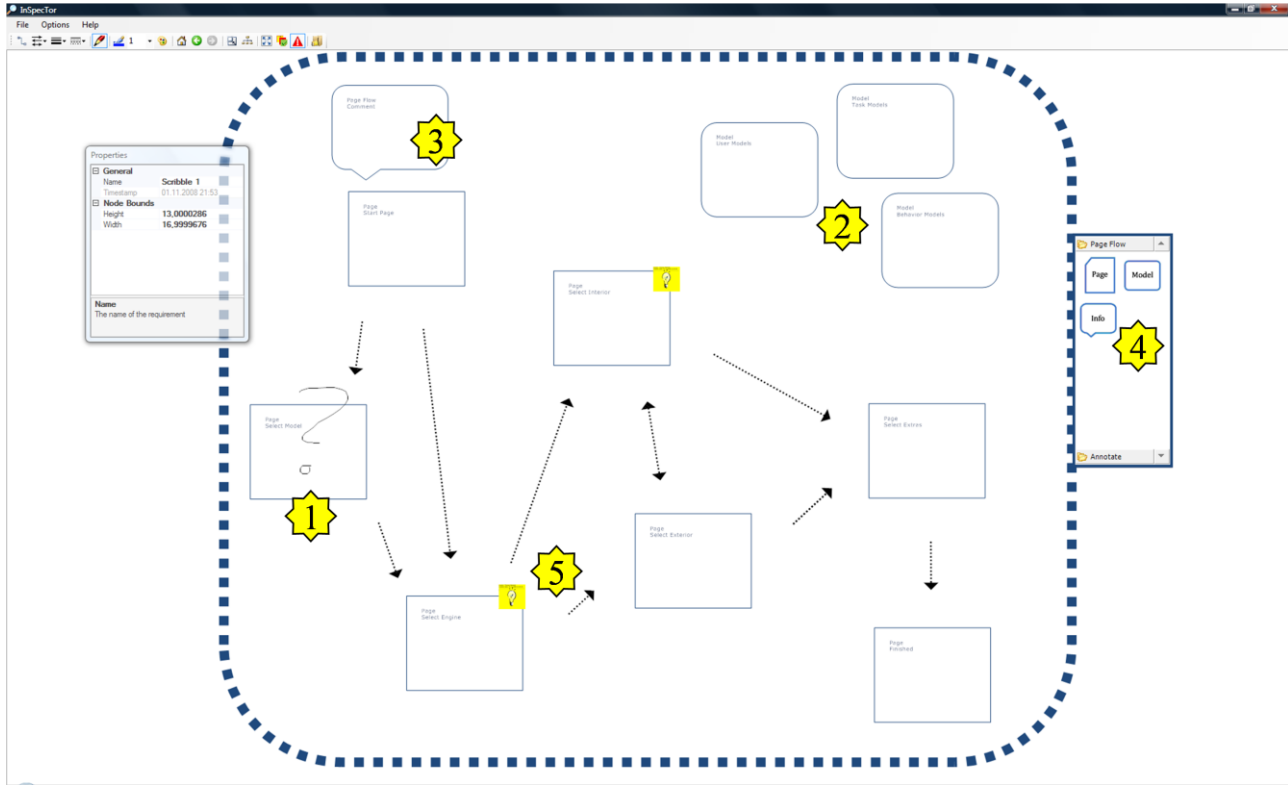 InSpecTor
File Options Help
1
Page Flow
Comment
3
Model
Task Models
Model
User Models
Properties
General
Name Scribble 1
Timestamp 01.11.2008 21:53
Node Bounds
Height 13,0000286
Width 16,9999676
Name
The name of the requirement
Page
Start Page
Model
Behavior Models
2
Page Flow
Page Model
Info
4
Annotate
Page
Select Interior
Page
Select Model
?
1
Page
Select Extras
Page
Select Exterior
5
Page
Select Engine
Page
Finished